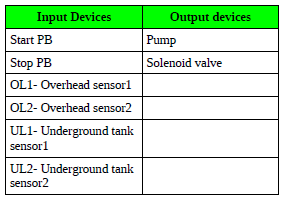 Input Devices Output devices
Start PB Pump
Stop PB Solenoid valve
OL1- Overhead sensor1
OL2- Overhead sensor2
UL1- Underground tank
sensor1
UL2- Underground tank
sensor2